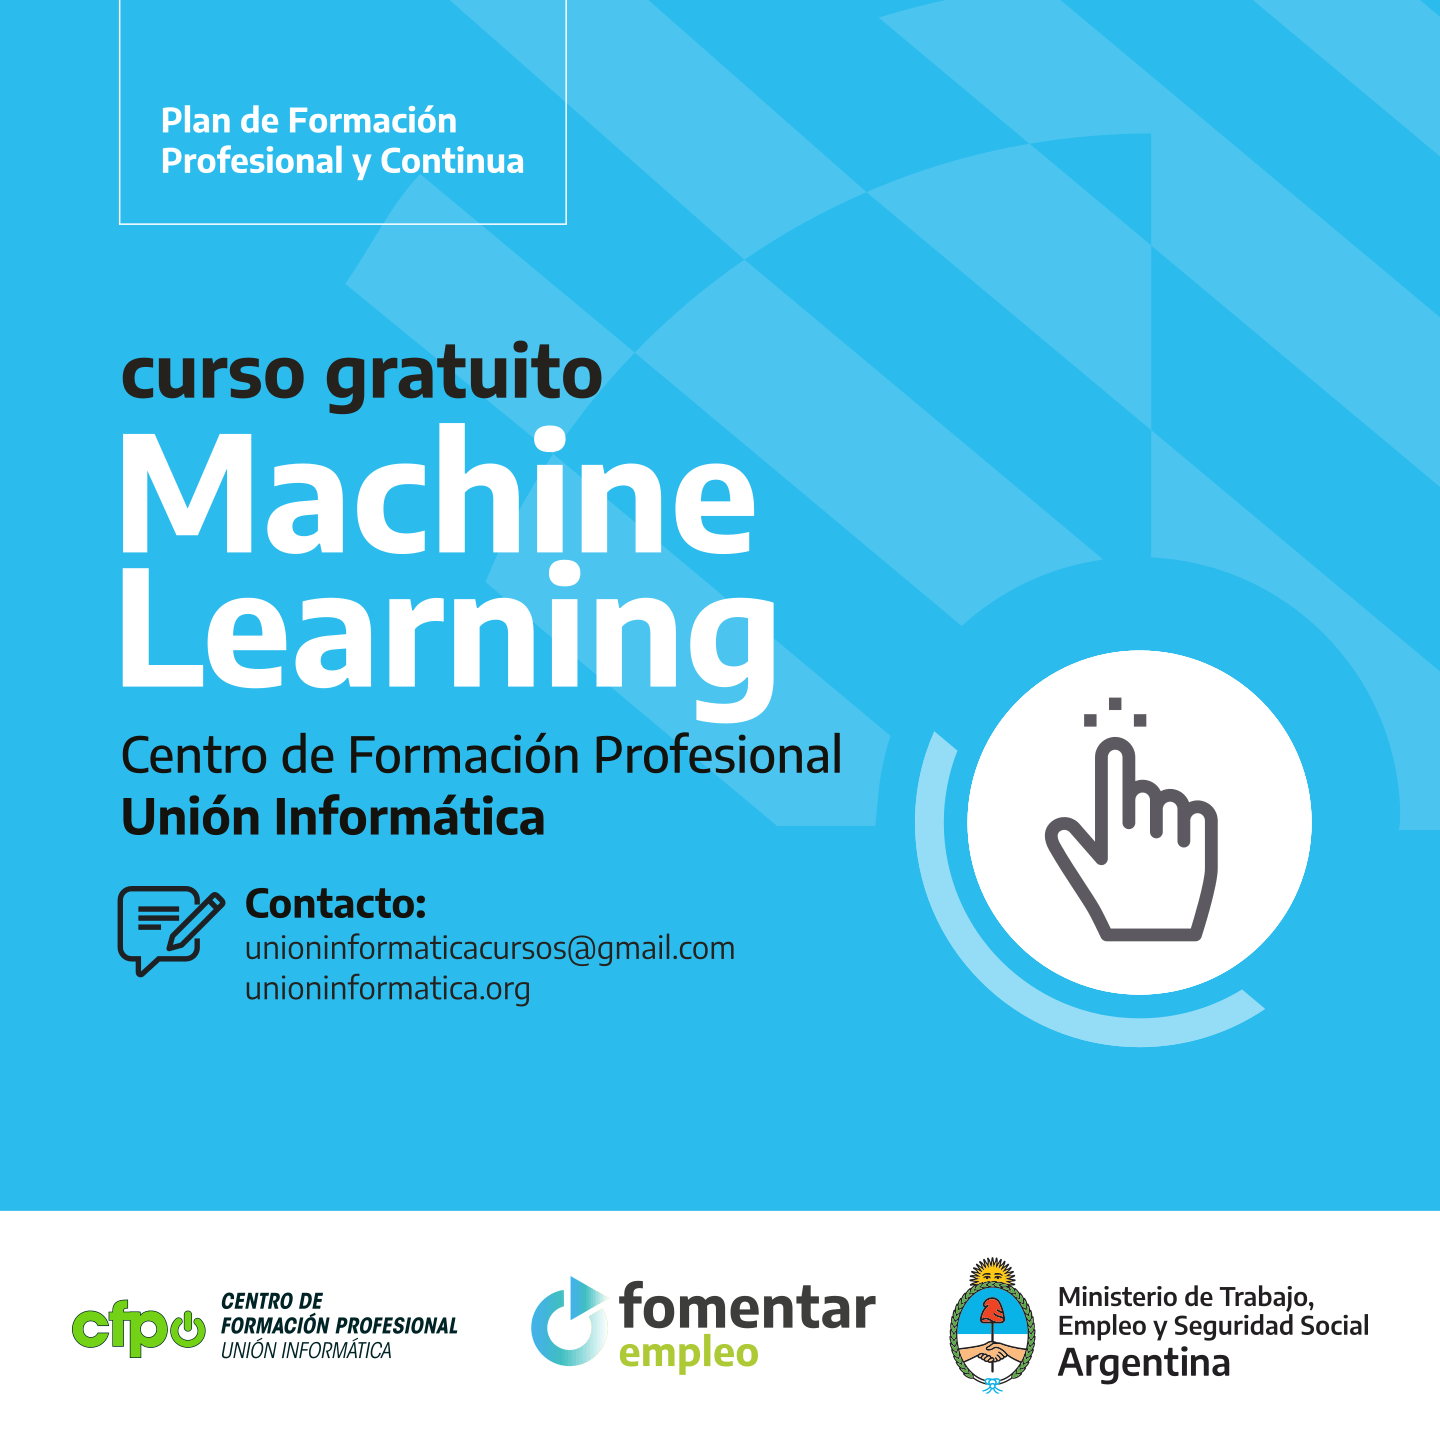 Plan de Formación
Profesional y Continua
curso gratuito
Machine
Learning
Centro de Formación Profesional
Unión Informática
Contacto:
unioninformaticacursos@gmail.com
unioninformatica.org
cfp
CENTRO DE
FORMACIÓN PROFESIONAL
UNIÓN INFORMÁTICA
fomentar
empleo
Ministerio de Trabajo,
Empleo y Seguridad Social
Argentina